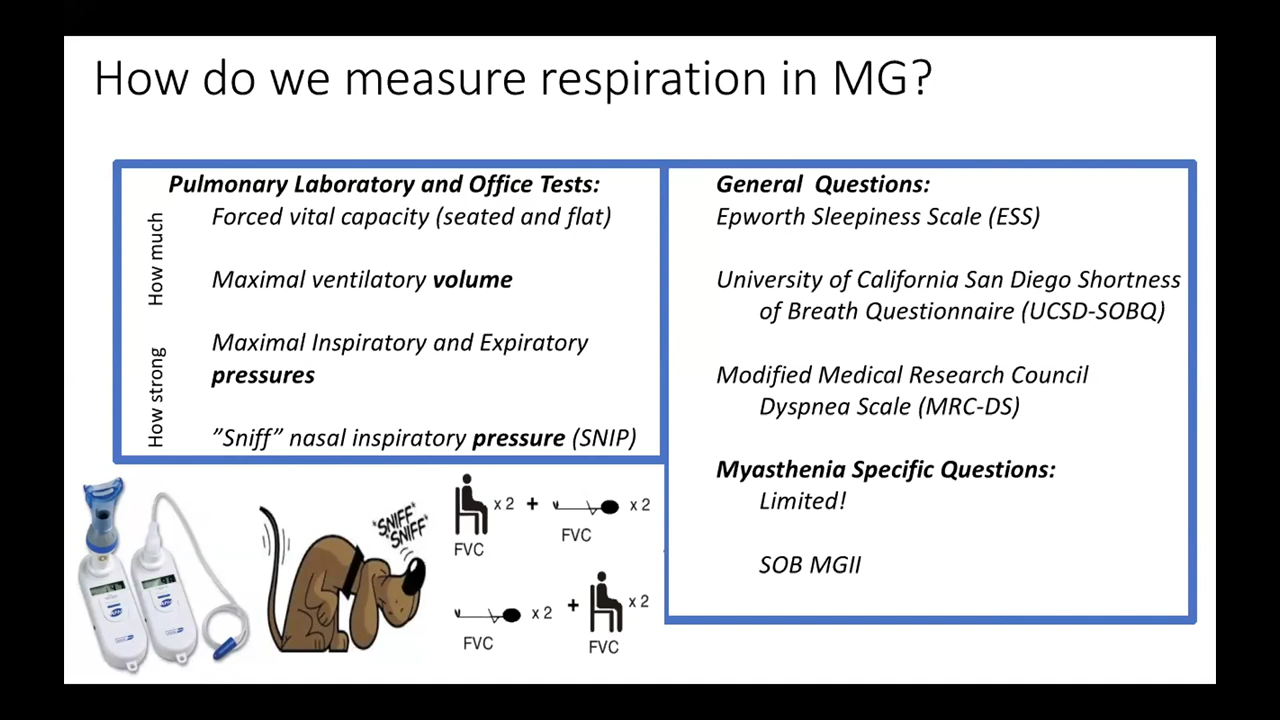 How do we measure respiration in MG?
Pulmonary Laboratory and Office Tests:
How much
Forced vital capacity (seated and flat)
Maximal ventilatory volume
How strong
Maximal Inspiratory and Expiratory
pressures
”Sniff” nasal inspiratory pressure (SNIP)
General Questions:
Epworth Sleepiness Scale (ESS)
University of California San Diego Shortness
of Breath Questionnaire (UCSD-SOBQ)
Modified Medical Research Council
Dyspnea Scale (MRC-DS)
Myasthenia Specific Questions:
Limited!
SOB MGII
"SNIFF
SNIFF"
x 2 + x 2
FVC FVC
x 2 + x 2
FVC FVC